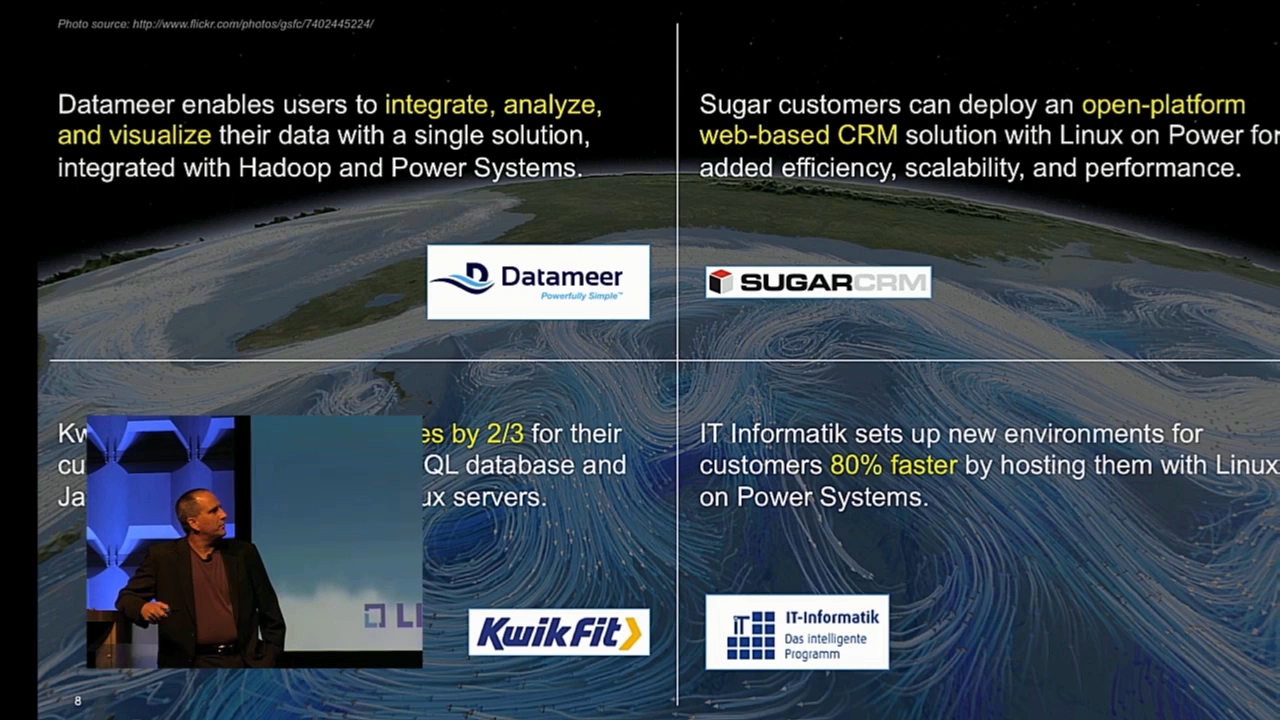 Photo source: http://www.flickr.com/photos/gsfc/7402445224/
Datameer enables users to integrate, analyze,
and visualize their data with a single solution,
integrated with Hadoop and Power Systems.
Datameer
Powerfully Simple™
Sugar customers can deploy an open-platform
web-based CRM solution with Linux on Power for
added efficiency, scalability, and performance.
SUGARCRM
Kw es by 2/3 for their
cu QL database and
Ja ux servers.
KwikFit
IT Informatik sets up new environments for
customers 80% faster by hosting them with Linux
on Power Systems.
IT IT-Informatik
Das intelligente
Programm
8